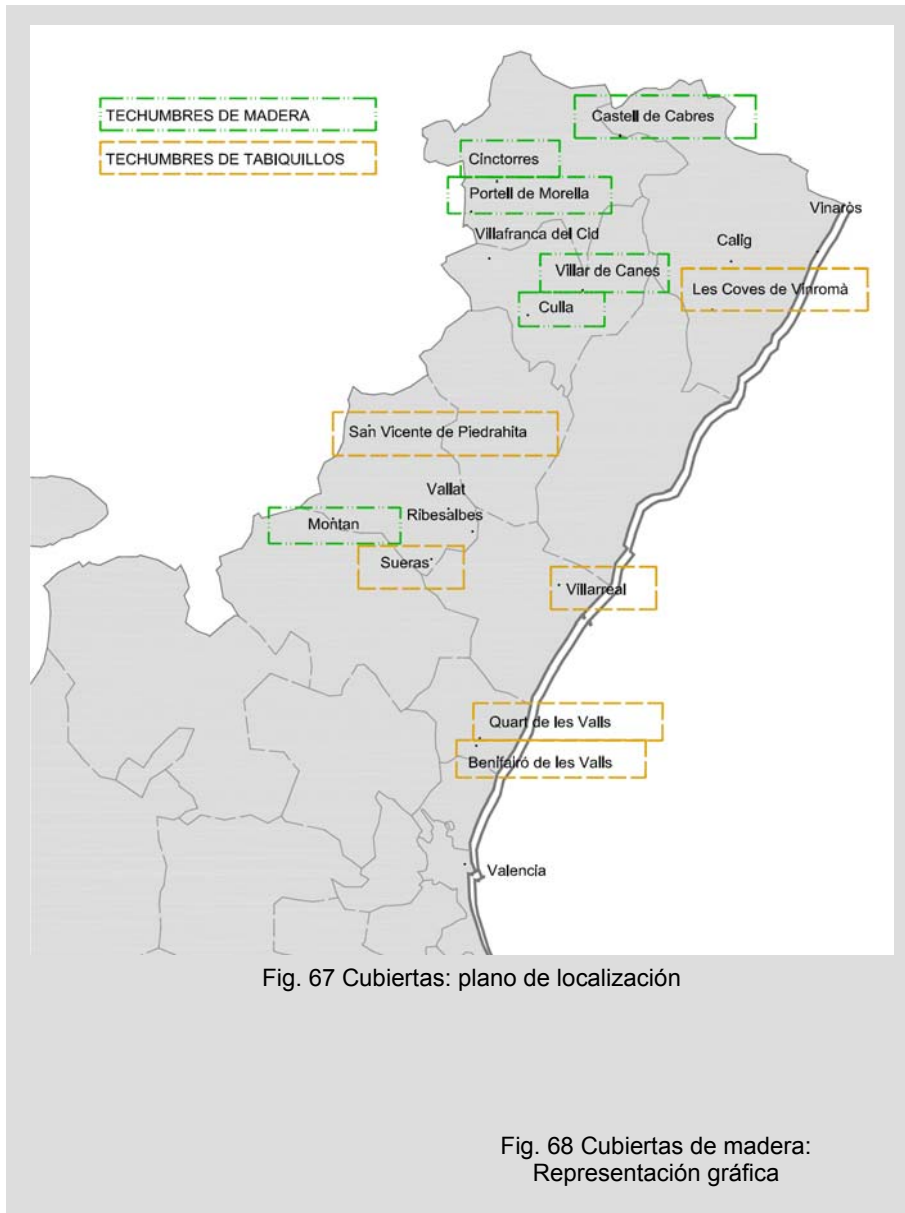 TECHUMBRES DE MADERA
TECHUMBRES DE TABIQUILLOS
Castell de Cabres
Cinctorres
Portell de Morella
Vinaròs
Villafranca del Cid
Calig
Villar de Canes
Les Coves de Vinromà
Culla
San Vicente de Piedrahita
Vallat
Ribesalbes
Montan
Sueras
Villarreal
Quart de les Valls
Benifairó de les Valls
Valencia
Fig. 67 Cubiertas: plano de localización
Fig. 68 Cubiertas de madera:
Representación gráfica